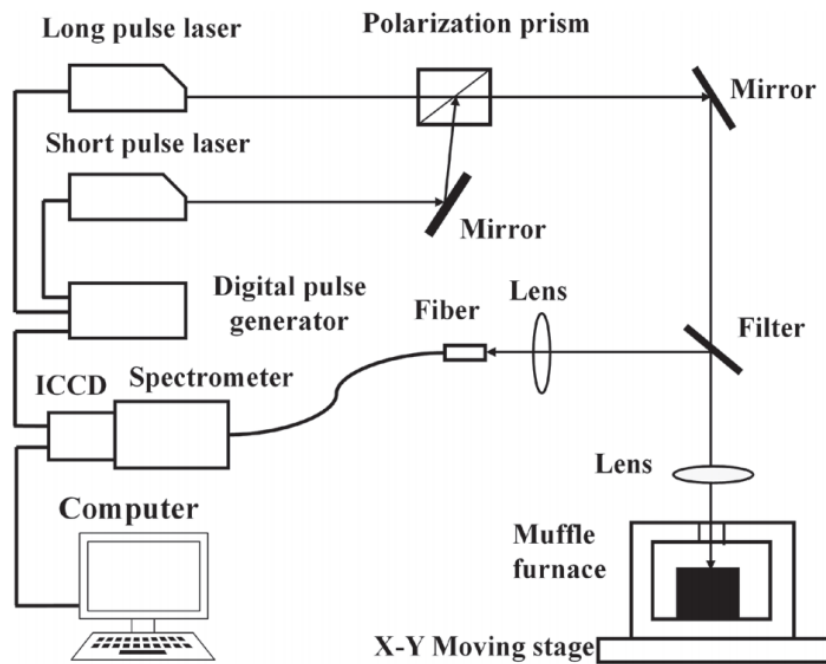 Long pulse laser
Polarization prism
Mirror
Short pulse laser
Mirror
Digital pulse
generator
Fiber
Lens
Filter
ICCD
Spectrometer
Lens
Computer
Muffle
furnace
X-Y Moving stage